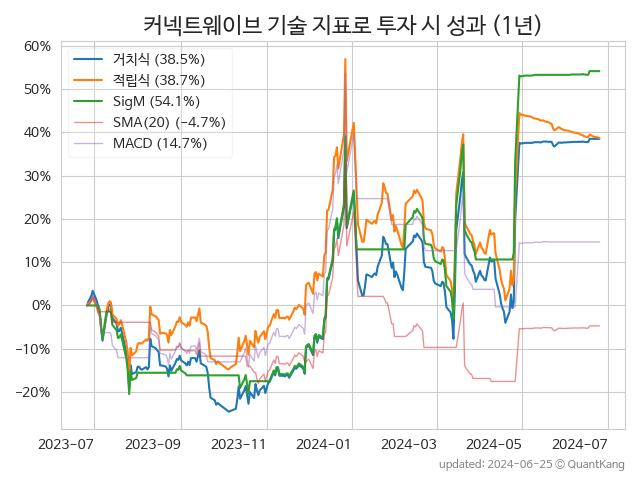 커넥트웨이브 기술 지표로 투자 시 성과 (1년)
60%
50%
40%
30%
20%
10%
0%
−10%
−20%
거치식 (38.5%)
적립식 (38.7%)
SigM (54.1%)
SMA(20) (−4.7%)
MACD (14.7%)
2023-07
2023-09
2023-11
2024-01
2024-03
2024-05
2024-07
updated: 2024-06-25 © QuantKang